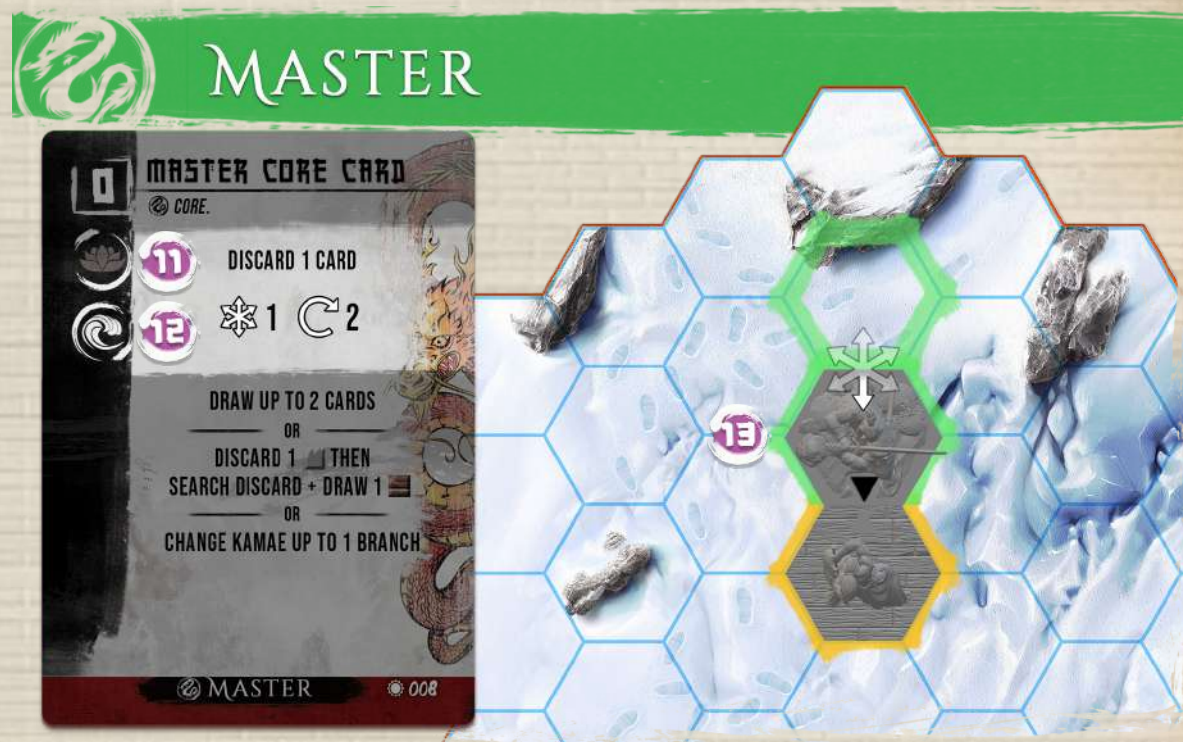 MASTER
0
MASTER CORE CARD
CORE.
11 DISCARD 1 CARD
12 1 2
DRAW UP TO 2 CARDS
OR
DISCARD 1 THEN
SEARCH DISCARD + DRAW 1
OR
CHANGE KAMAE UP TO 1 BRANCH
MASTER 008
13